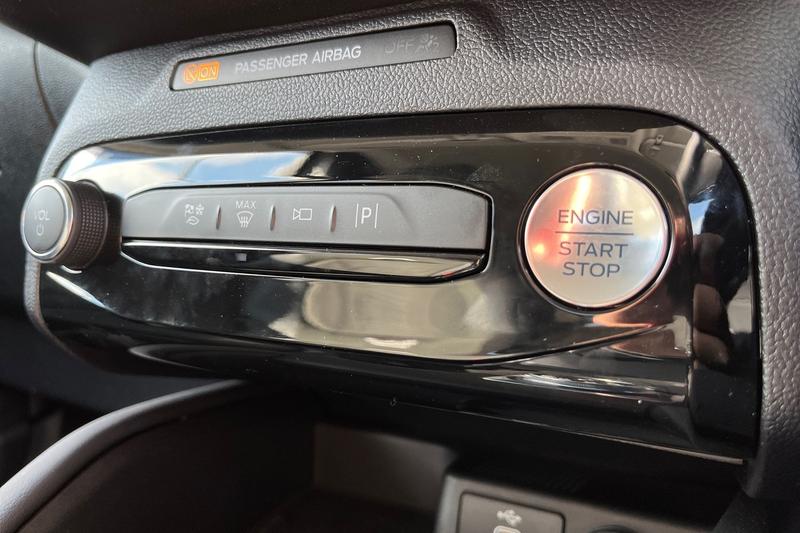 ON PASSENGER AIRBAG OFF
VOL
MAX
P
ENGINE
START
STOP